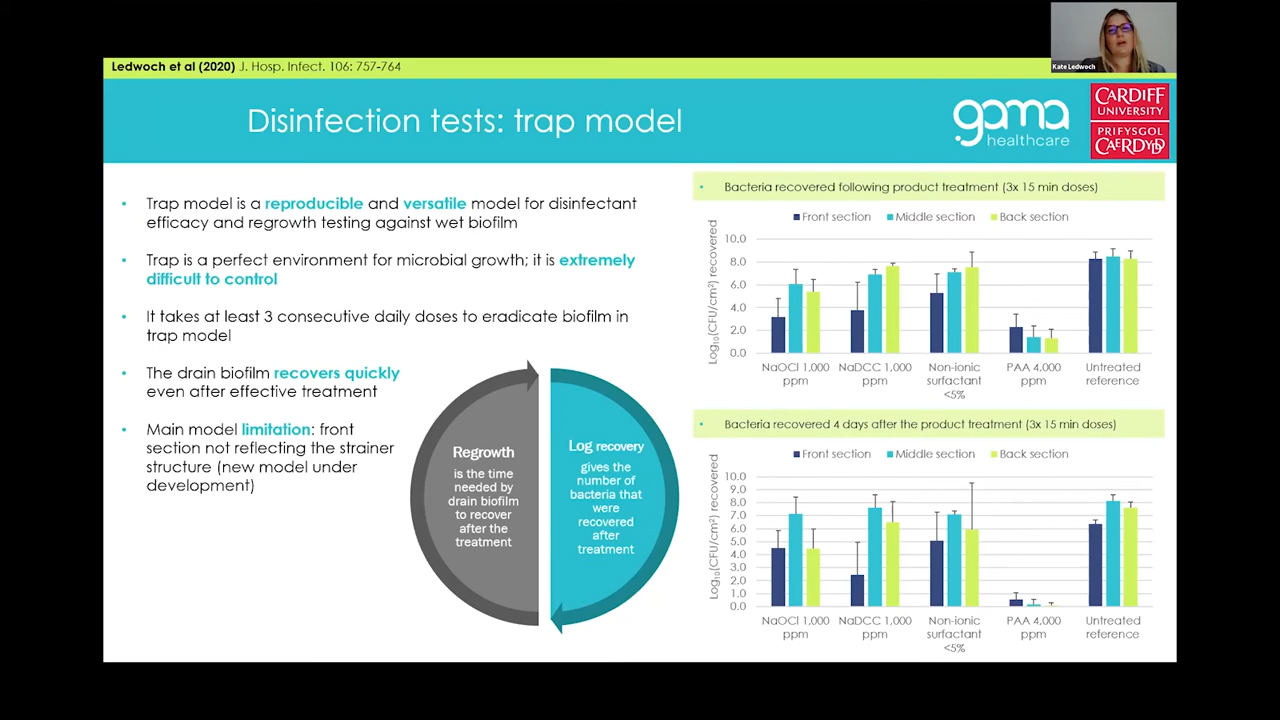 Kate Ledwoch
Ledwoch et al (2020) J. Hosp. Infect. 106: 757-764
Disinfection tests: trap model
gama
healthcare
CARDIFF
UNIVERSITY
PRIFYSGOL
CAERDYDD
• Trap model is a reproducible and versatile model for disinfectant
efficacy and regrowth testing against wet biofilm
• Trap is a perfect environment for microbial growth; it is extremely
difficult to control
• It takes at least 3 consecutive daily doses to eradicate biofilm in
trap model
• The drain biofilm recovers quickly
even after effective treatment
• Main model limitation: front
section not reflecting the strainer
structure (new model under
development)
Regrowth
is the time
needed by
drain biofilm
to recover
after the
treatment
Log recovery
gives the
number of
bacteria that
were
recovered
after
treatment
• Bacteria recovered following product treatment (3x 15 min doses)
Front section Middle section Back section
Log10(CFU/cm²) recovered
10.0
8.0
6.0
4.0
2.0
0.0
NaOCl 1,000 NaDCC 1,000 Non-ionic PAA 4,000 Untreated
ppm ppm surfactant ppm reference
<5%
• Bacteria recovered 4 days after the product treatment (3x 15 min doses)
Front section Middle section Back section
Log10(CFU/cm²) recovered
10.0
9.0
8.0
7.0
6.0
5.0
4.0
3.0
2.0
1.0
0.0
NaOCl 1,000 NaDCC 1,000 Non-ionic PAA 4,000 Untreated
ppm ppm surfactant ppm reference
<5%